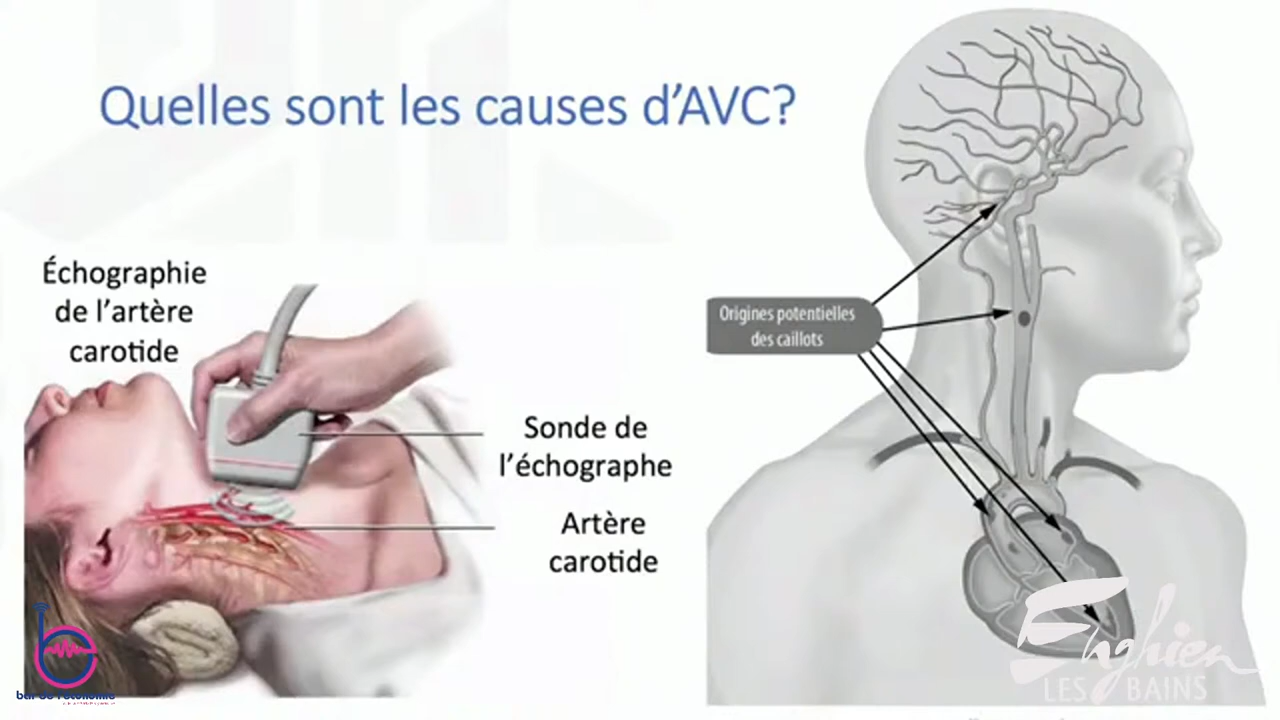 Quelles sont les causes d'AVC?
Échographie
de l'artère
carotide
Sonde de
l'échographe
Artère
carotide
Origines potentielles
des caillots
Enghien
LES BAINS